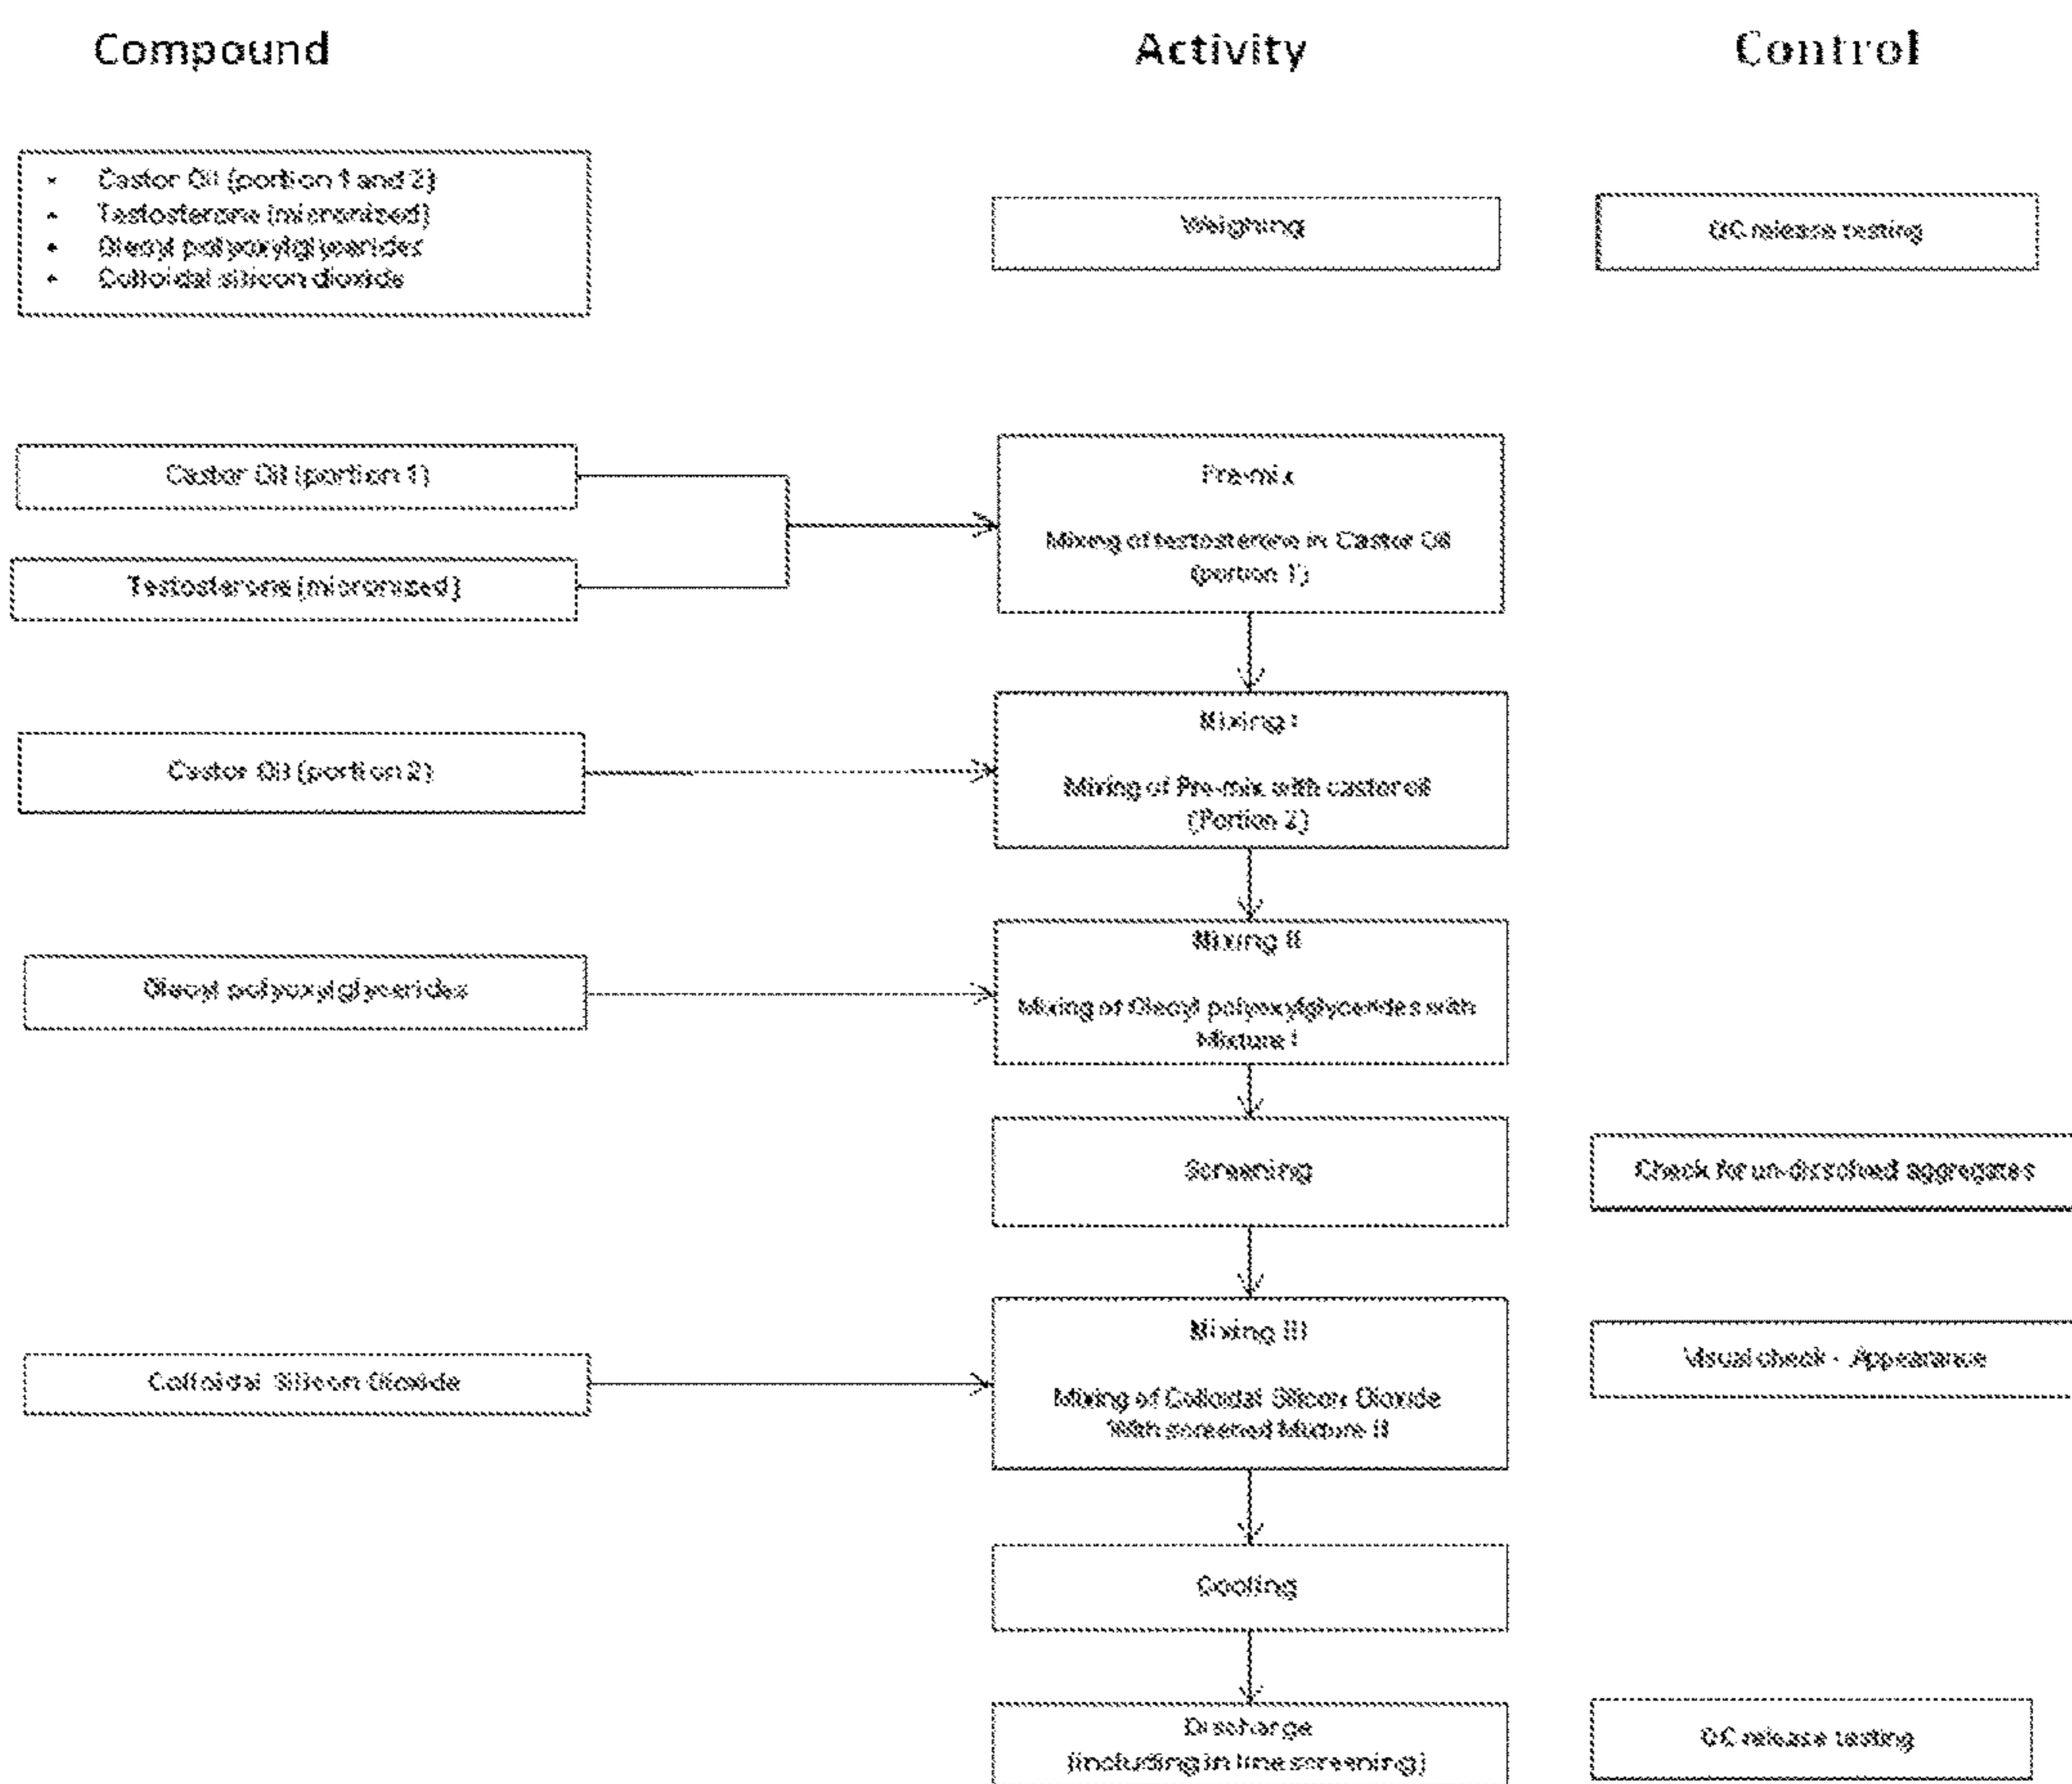 Compound
Activity
Control
Castor Oil (portion 1 and 2)
Testosterone (micronized)
Oleoyl polyoxylglycerides
Colloidal silicon dioxide
Weighing
QC release testing
Castor Oil (portion 1)
Testosterone (micronized)
Pre-mix
Mixing of testosterone in Castor Oil
(portion 1)
Castor Oil (portion 2)
Mixing I
Mixing of Pre-mix with castor oil
(Portion 2)
Oleoyl polyoxylglycerides
Mixing II
Mixing of Oleoyl polyoxylglycerides with
Mixture I
Screening
Check for un-dissolved aggregates
Colloidal Silicon Dioxide
Mixing III
Mixing of Colloidal Silicon Dioxide
With screened Mixture II
Visual check - Appearance
Cooling
Discharge
(including in line screening)
QC release testing